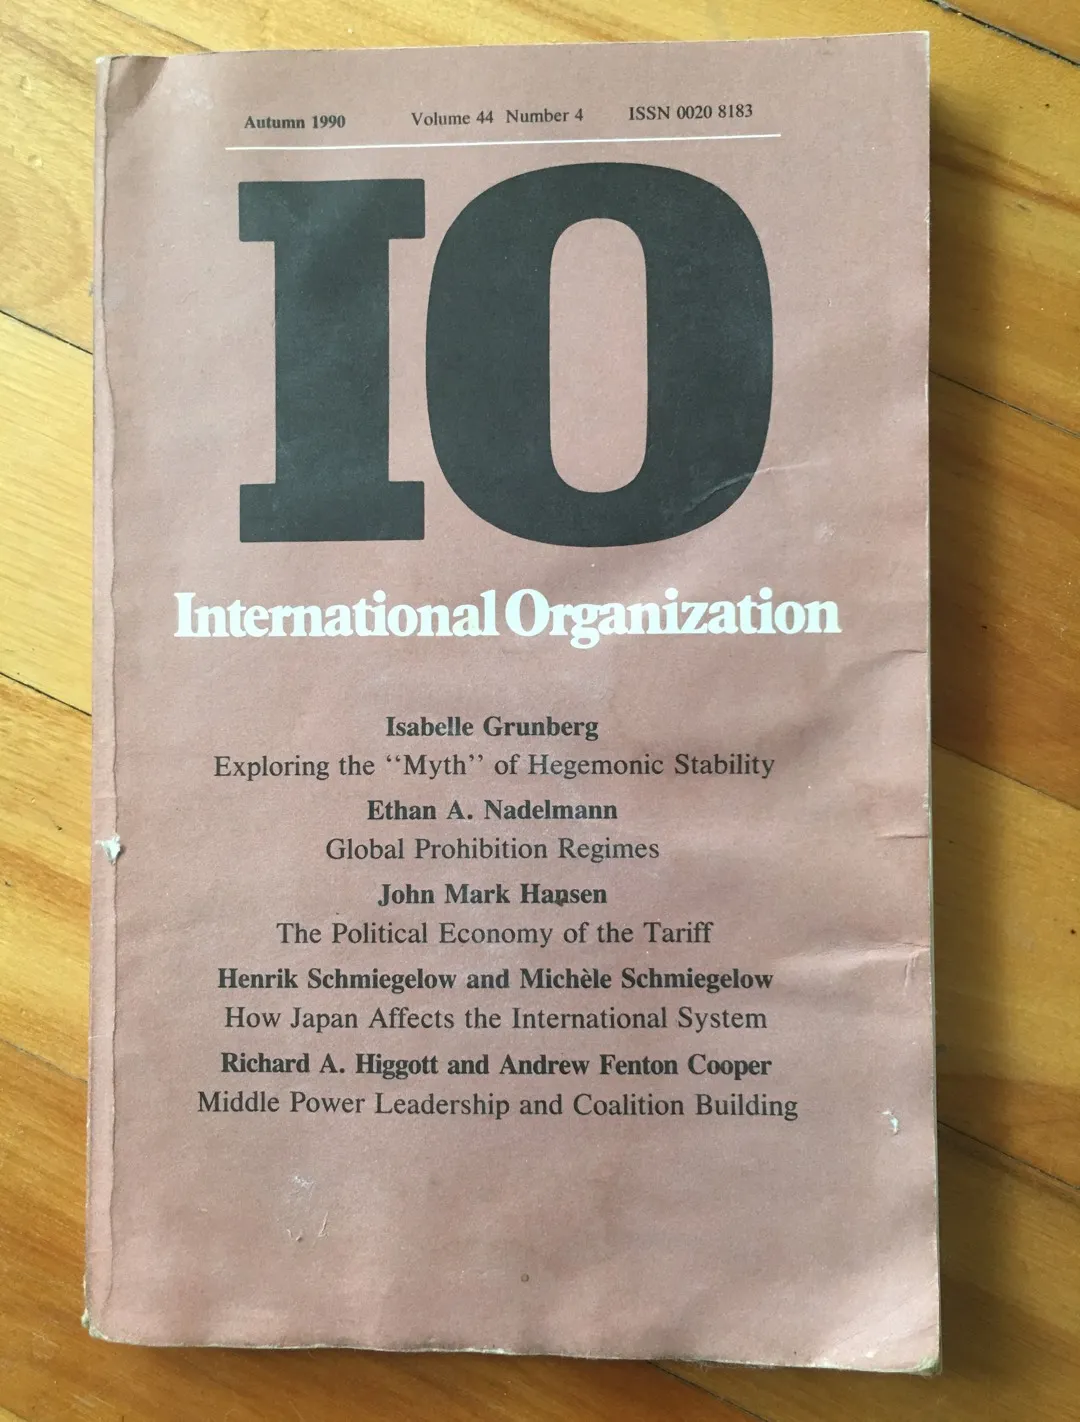 Autumn 1990 Volume 44 Number 4 ISSN 0020 8183
IO
International Organization
Isabelle Grunberg
Exploring the “Myth” of Hegemonic Stability
Ethan A. Nadelmann
Global Prohibition Regimes
John Mark Hansen
The Political Economy of the Tariff
Henrik Schmiegelow and Michèle Schmiegelow
How Japan Affects the International System
Richard A. Higgott and Andrew Fenton Cooper
Middle Power Leadership and Coalition Building